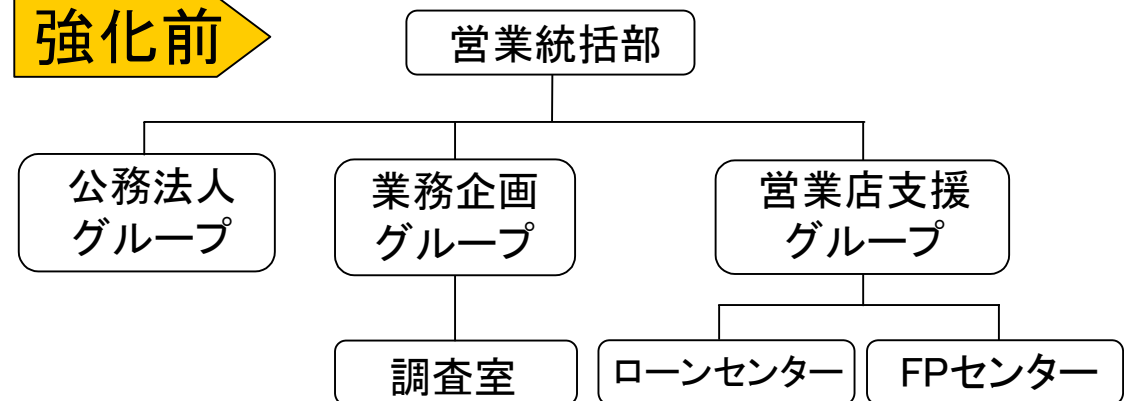 強化前
営業統括部
公務法人
グループ
業務企画
グループ
営業店支援
グループ
調査室
ローンセンター
FPセンター